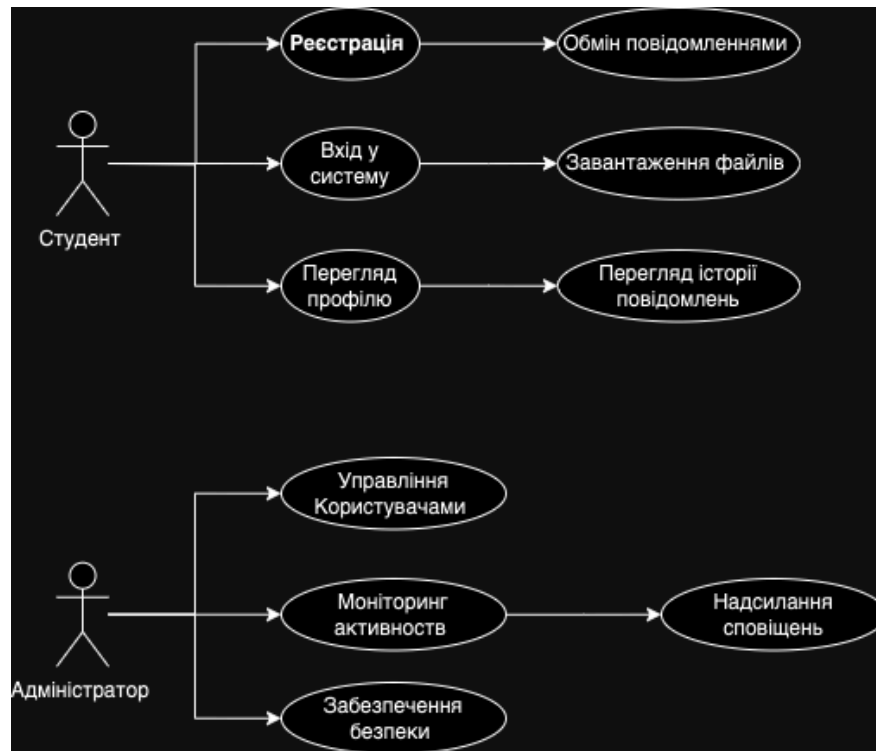 Реєстрація
Обмін повідомленнями
Вхід у
систему
Завантаження файлів
Студент
Перегляд
профілю
Перегляд історії
повідомлень
Управління
Користувачами
Моніторинг
активноств
Надсилання
сповіщень
Адміністратор
Забезпечення
безпеки